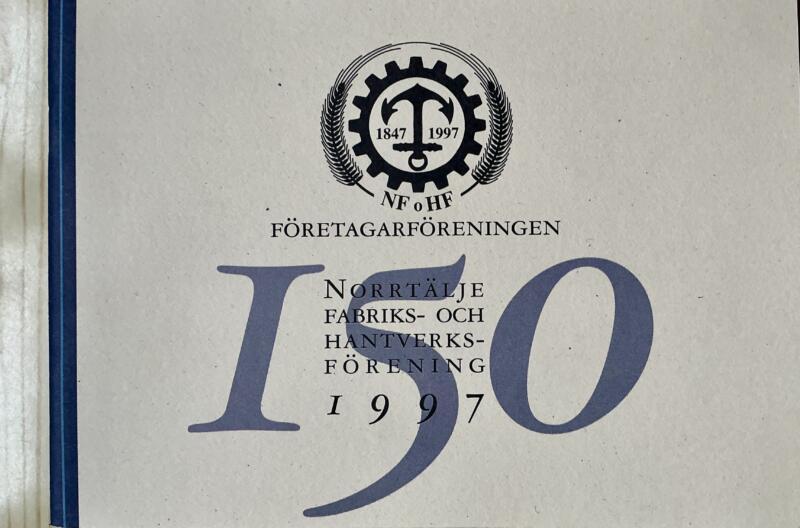 1847 1997
NF o HF
FÖRETAGARFÖRENINGEN
150
NORRTÄLJE
FABRIKS- OCH
HANTVERKS-
FÖRENING
1997